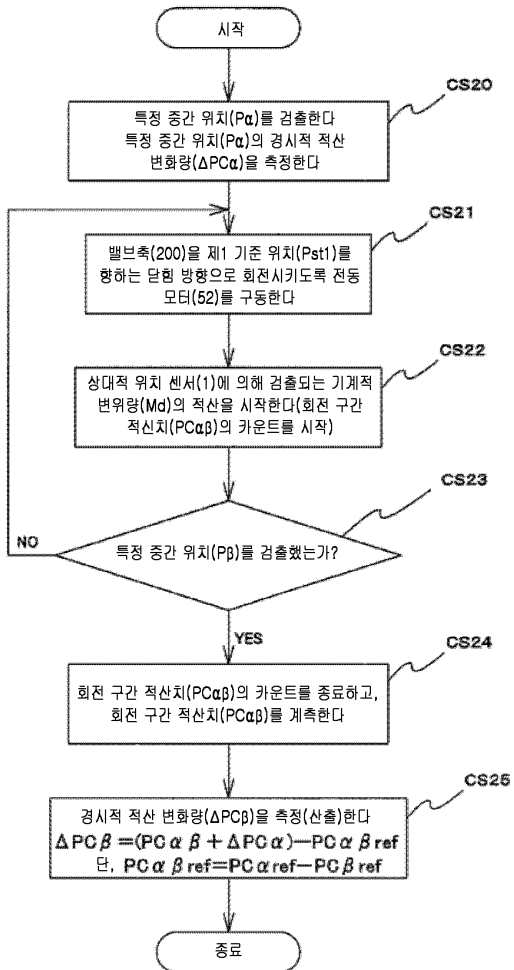 시작
CS20
특정 중간 위치(Pα)를 검출한다
특정 중간 위치(Pα)의 경시적 적산
변화량(ΔPCα)을 측정한다
CS21
밸브축(200)을 제1 기준 위치(Pst1)를
향하는 닫힘 방향으로 회전시키도록 전동
모터(52)를 구동한다
CS22
상대적 위치 센서(1)에 의해 검출되는 기계적
변위량(Md)의 적산을 시작한다(회전 구간
적신치(PCαβ)의 카운트를 시작)
CS23
NO
특정 중간 위치(Pβ)를 검출했는가?
YES
CS24
회전 구간 적산치(PCαβ)의 카운트를 종료하고,
회전 구간 적산치(PCαβ)를 계측한다
CS25
경시적 적산 변화량(ΔPCβ)을 측정(산출)한다
ΔPCβ=(PCαβ+ΔPCα)−PCαβref
단, PCαβref=PCαref−PCβref
종료